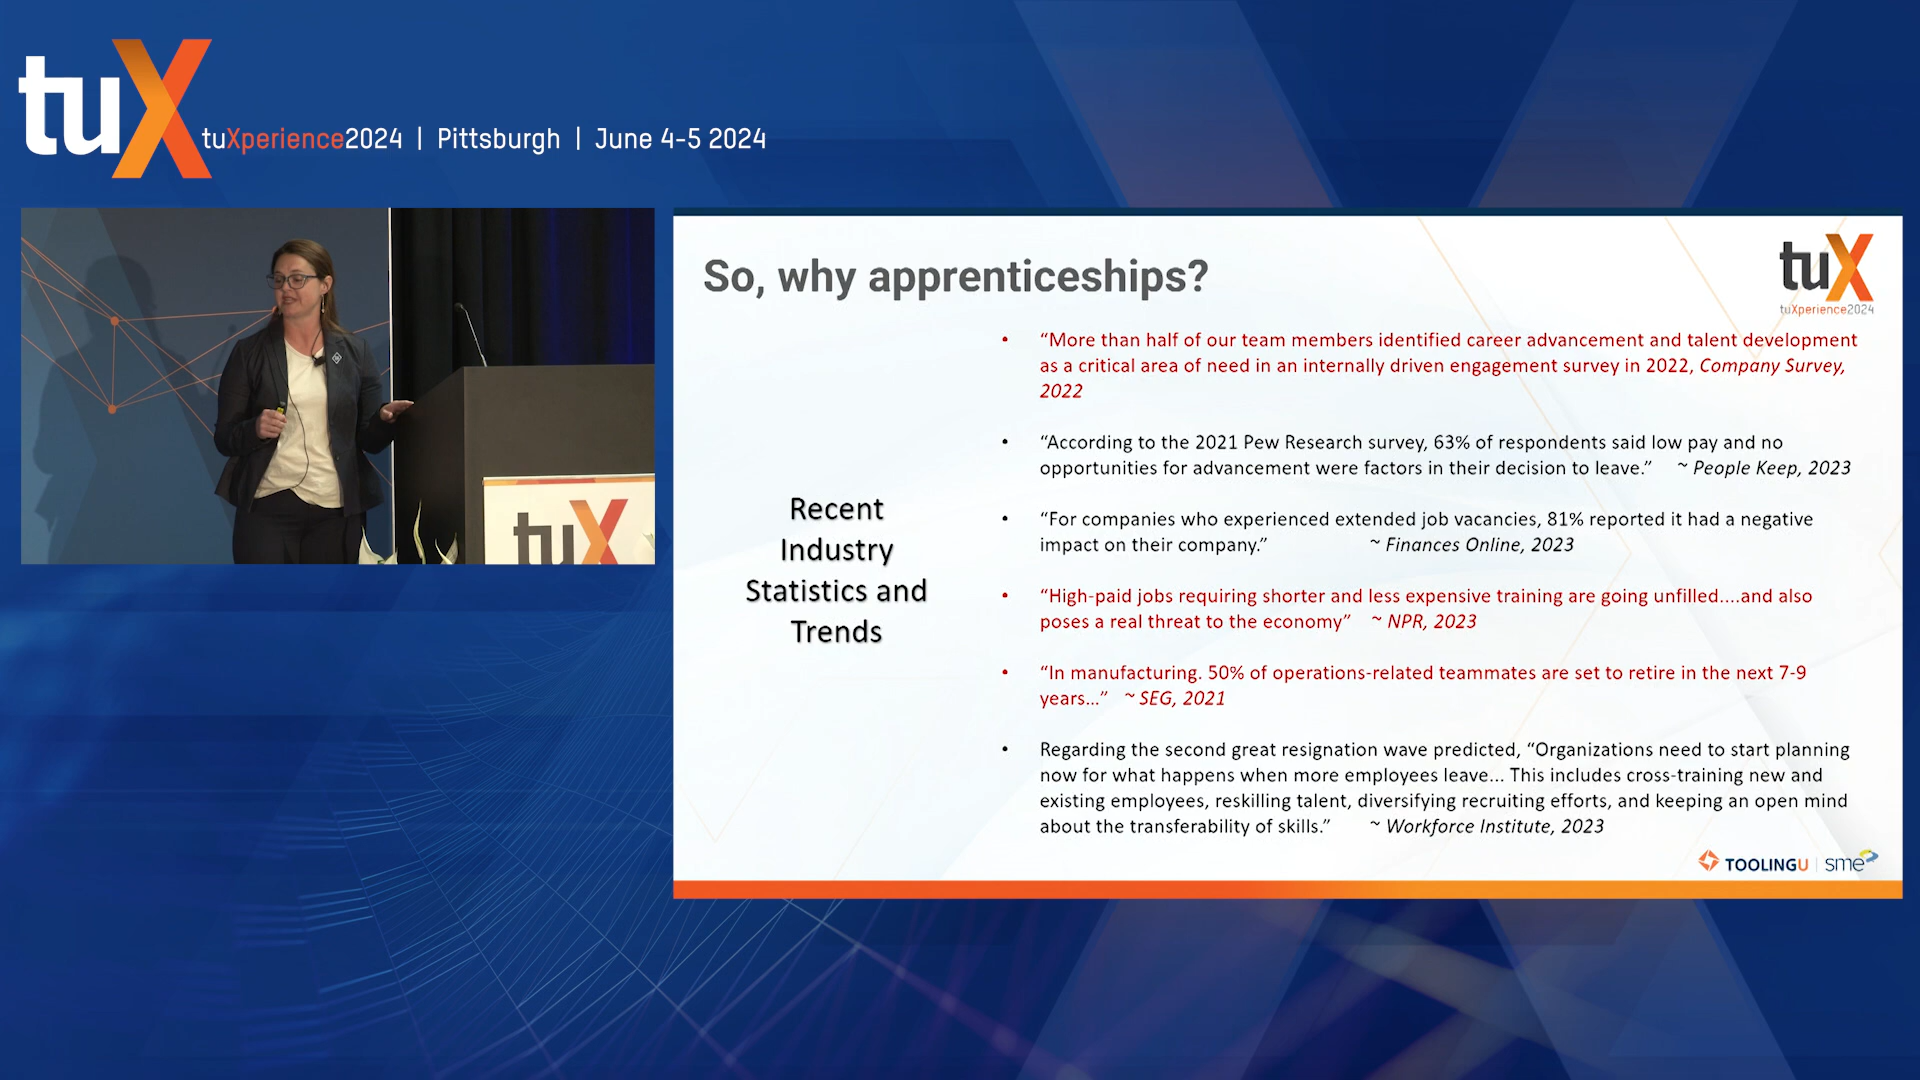 tuX
tuXperience2024 | Pittsburgh | June 4-5 2024
tuX
So, why apprenticeships?
tuX
tuXperience2024
Recent
Industry
Statistics and
Trends
• “More than half of our team members identified career advancement and talent development
as a critical area of need in an internally driven engagement survey in 2022, Company Survey,
2022
• “According to the 2021 Pew Research survey, 63% of respondents said low pay and no
opportunities for advancement were factors in their decision to leave.” ~ People Keep, 2023
• “For companies who experienced extended job vacancies, 81% reported it had a negative
impact on their company.” ~ Finances Online, 2023
• “High-paid jobs requiring shorter and less expensive training are going unfilled....and also
poses a real threat to the economy” ~ NPR, 2023
• “In manufacturing. 50% of operations-related teammates are set to retire in the next 7-9
years...” ~ SEG, 2021
• Regarding the second great resignation wave predicted, “Organizations need to start planning
now for what happens when more employees leave... This includes cross-training new and
existing employees, reskilling talent, diversifying recruiting efforts, and keeping an open mind
about the transferability of skills.” ~ Workforce Institute, 2023
TOOLINGU | sme